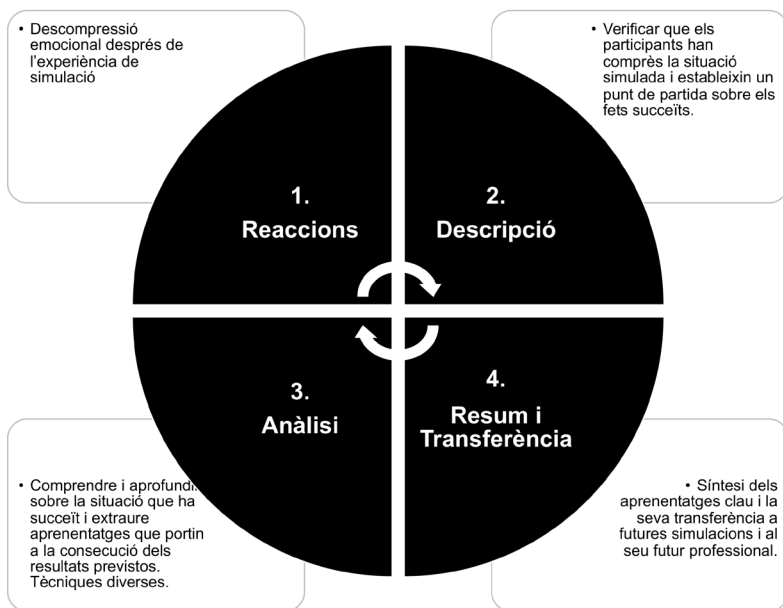 • Descompressió
emocional després de
l'experiència de
simulació
• Verificar que els
participants han
comprès la situació
simulada i estableixin un
punt de partida sobre els
fets succeïts.
1.
Reaccions
2.
Descripció
3.
Anàlisi
4.
Resum i
Transferència
• Comprendre i aprofundi
sobre la situació que ha
succeït i extraure
aprenentatges que portin
a la consecució dels
resultats previstos.
Tècniques diverses.
• Síntesi dels
aprenentatges clau i la
seva transferència a
futures simulacions i al
seu futur professional.